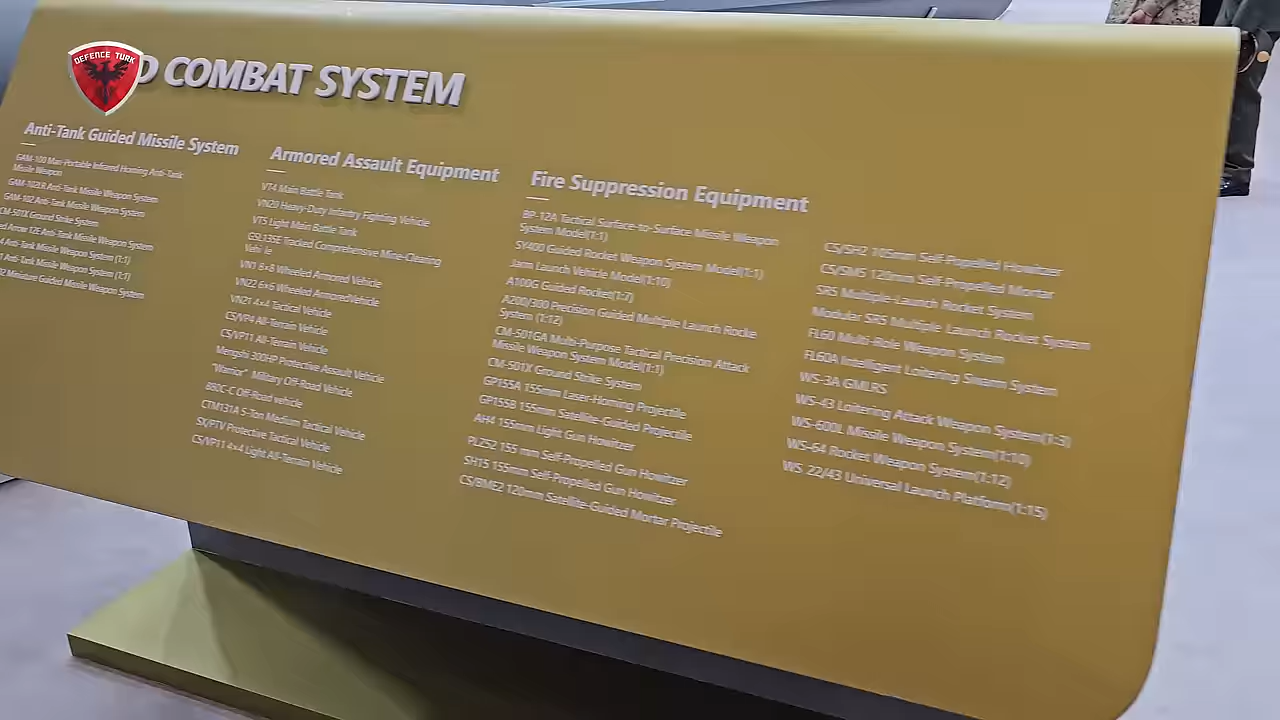 DEFENCE TURK
D COMBAT SYSTEM
Anti-Tank Guided Missile System
GAM-100 Man-Portable Infrared Homing Anti-Tank
Missile Weapon
GAM-102LR Anti-Tank Missile Weapon System
GAM-102 Anti-Tank Missile Weapon System
CM-501X Ground Strike System
Arrow 12E Anti-Tank Missile Weapon System
Anti-Tank Missile Weapon System (1:1)
Anti-Tank Missile Weapon System (1:1)
Miniature Guided Missile Weapon System
Armored Assault Equipment
VT4 Main Battle Tank
VN20 Heavy-Duty Infantry Fighting Vehicle
VT5 Light Main Battle Tank
GSL135E Tracked Comprehensive Mine-Clearing
Vehicle
VN1 8×8 Wheeled Armored Vehicle
VN22 6×6 Wheeled ArmoredVehicle
VN21 4×4 Tactical Vehicle
CS/VP4 All-Terrain Vehicle
CS/VP11 All-Terrain Vehicle
Mengshi 300HP Protective Assault Vehicle
"Warrior" Military Off-Road Vehicle
Off-Road vehicle
CTM131A 5-Ton Medium Tactical Vehicle
SX/PTV Protective Tactical Vehicle
CS/VP11 4×4 Light All-Terrain Vehicle
Fire Suppression Equipment
BP-12A Tactical Surface-to-Surface Missile Weapon
System Model(1:1)
SY400 Guided Rocket Weapon System Model(1:1)
Launch Vehicle Model(1:10)
A100G Guided Rocket(1:7)
A200/300 Precision Guided Multiple Launch Rocke
System (1:12)
CM-501GA Multi-Purpose Tactical Precision Attack
Missile Weapon System Model(1:1)
CM-501X Ground Strike System
GP155A 155mm Laser-Homing Projectile
GP155B 155mm Satellite-Guided Projectile
AH4 155mm Light Gun Howitzer
PLZ52 155 mm Self-Propelled Gun Howitzer
SH15 155mm Self-Propelled Gun Howitzer
CS/BME2 120mm Satellite-Guided Mortar Projectile
CS/SH2 105mm Self-Propelled Howitzer
CS/SM5 120mm Self-Propelled Mortar
SR5 Multiple-Launch Rocket System
Modular SR5 Multiple Launch Rocket System
FL60 Multi-Role Weapon System
FL60A Intelligent Loitering Swarm System
WS-3A GMLRS
WS-43 Loitering Attack Weapon System(1:3)
WS-600L Missile Weapon System(1:10)
WS-64 Rocket Weapon System(1:12)
WS 22/43 Universal Launch Platform(1:15)